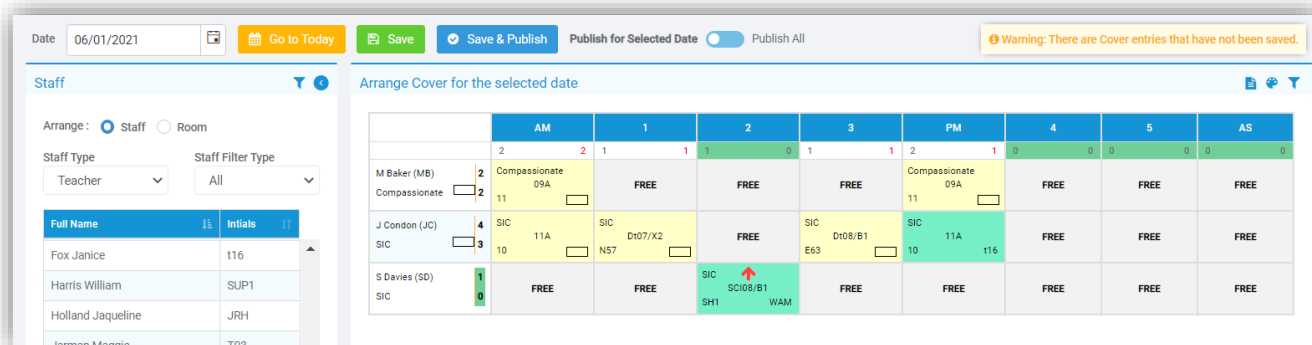 Date 06/01/2021 Go to Today Save Save & Publish Publish for Selected Date Publish All Warning: There are Cover entries that have not been saved.
Staff
Arrange : Staff Room
Staff Type Staff Filter Type
Teacher All
Full Name Intials
Fox Janice t16
Harris William SUP1
Holland Jaqueline JRH
Jarman Maggie T03
Arrange Cover for the selected date
AM 1 2 3 PM 4 5 AS
2 2 1 1 1 0 1 1 2 1 0 0 0 0 0 0
M Baker (MB) 2 Compassionate Compassionate
09A FREE FREE FREE 09A FREE FREE FREE
Compassionate 2 11 11
J Condon (JC) 4 SIC SIC SIC SIC
11A Dt07/X2 FREE Dt08/B1 11A FREE FREE FREE
SIC 3 10 N57 E63 10 t16
S Davies (SD) 1 SIC
FREE FREE SCI08/B1 FREE FREE FREE FREE FREE
SIC 0 SH1 WAM